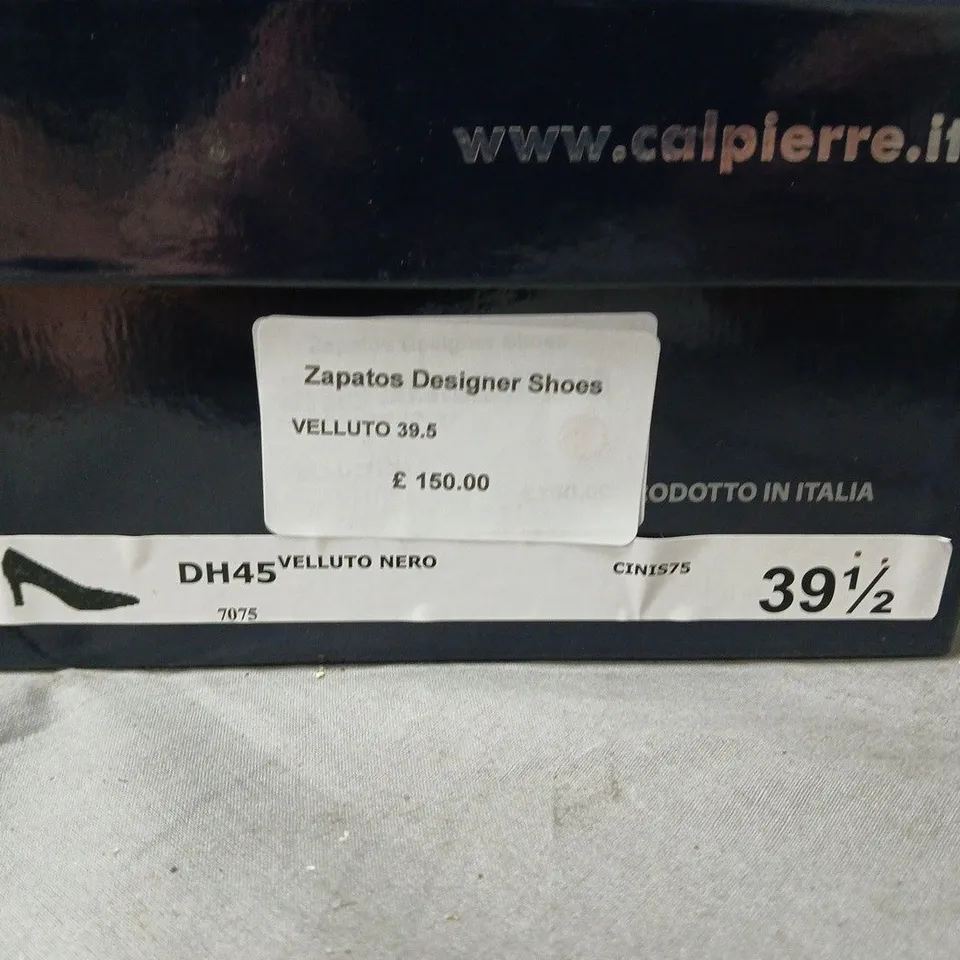 www.calpierre.it
Zapatos Designer Shoes
VELLUTO 39.5
£ 150.00
RODOTTO IN ITALIA
DH45 VELLUTO NERO CINIS75 39½
7075